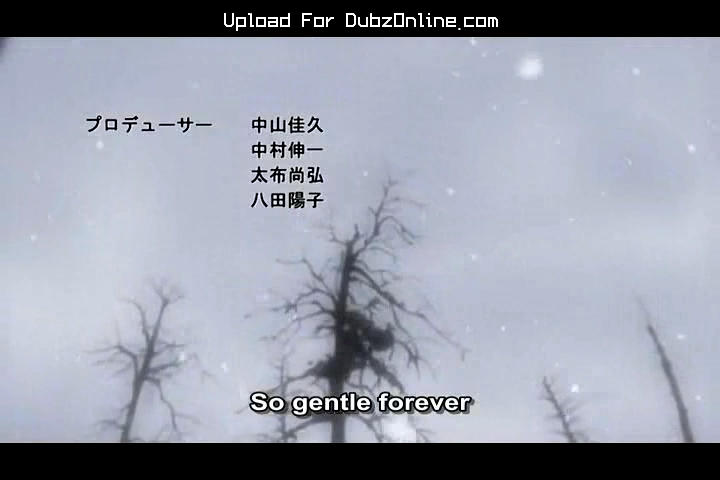 Upload For DubzOnline.com
プロデューサー 中山佳久
中村伸一
太布尚弘
八田陽子
So gentle forever